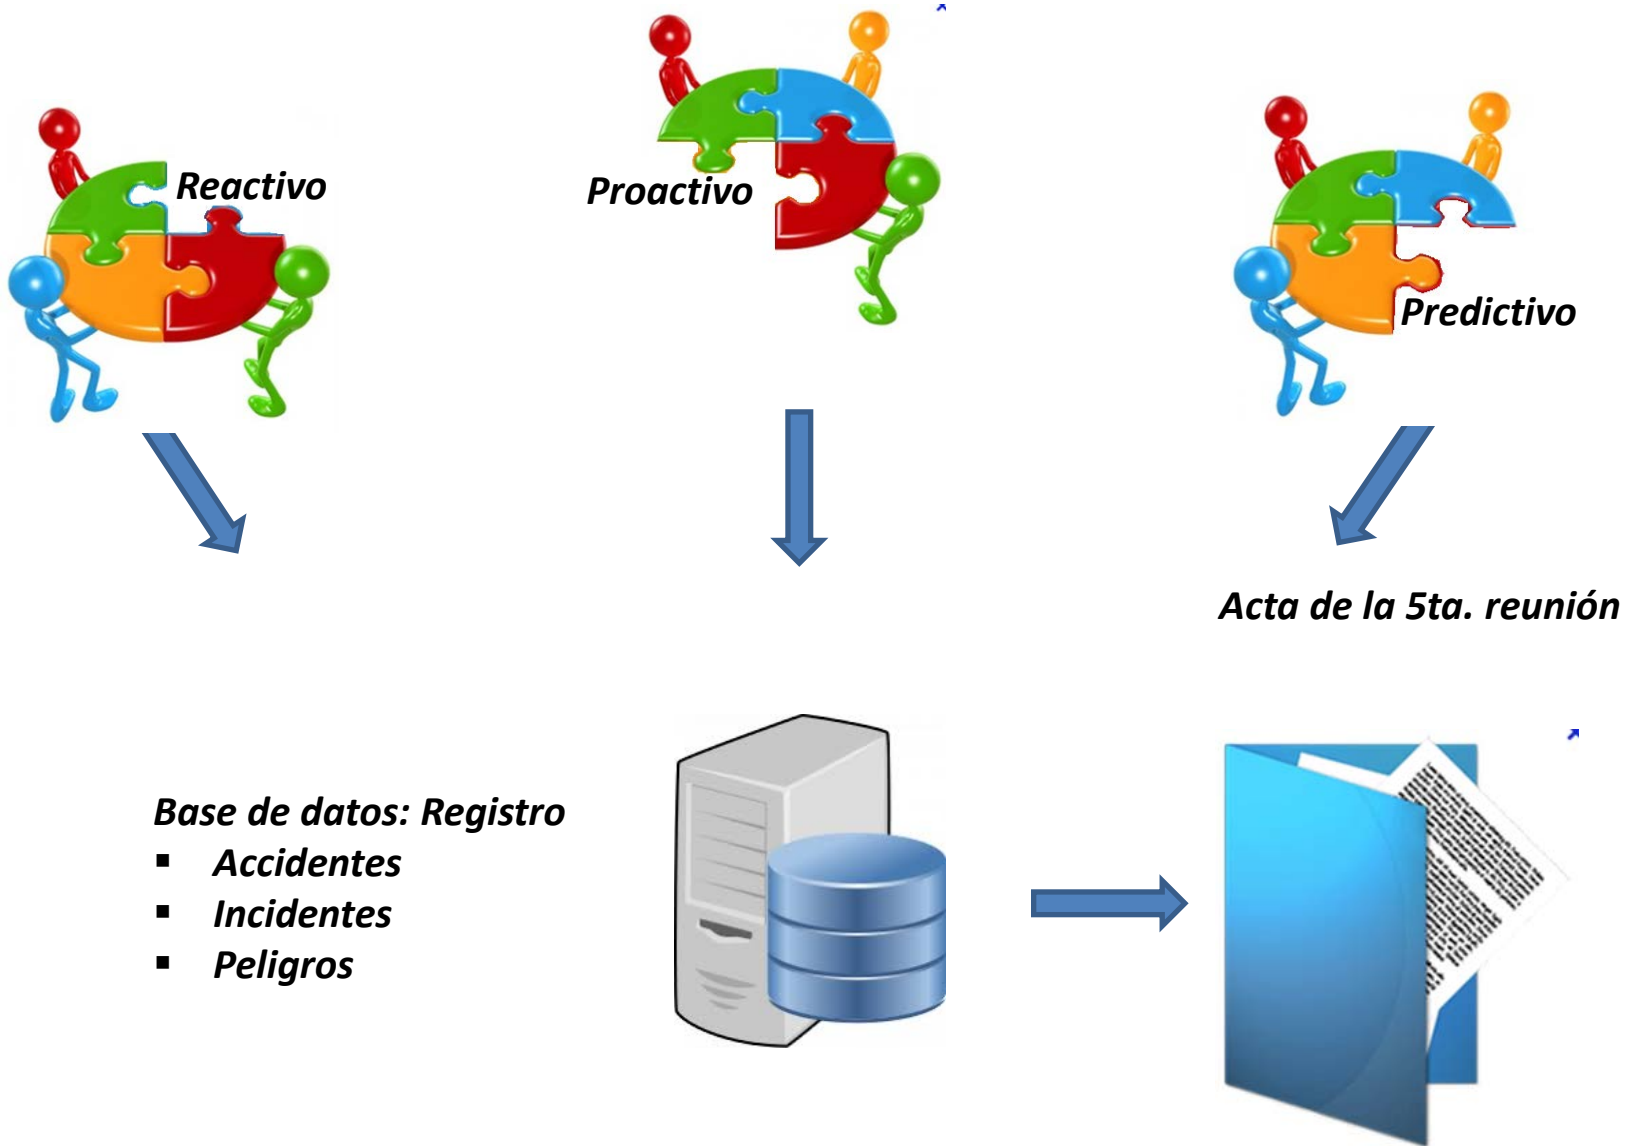 Reactivo
Proactivo
Predictivo
Acta de la 5ta. reunión
Base de datos: Registro
▪ Accidentes
▪ Incidentes
▪ Peligros